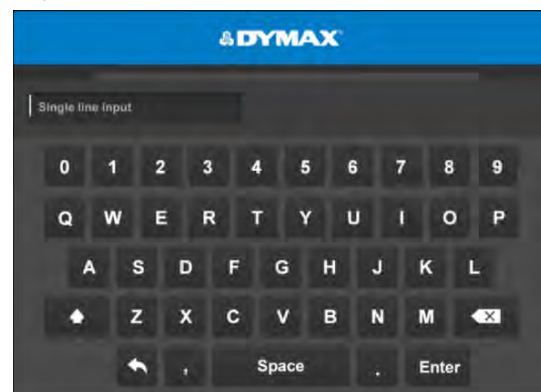 DYMAX
Single line input
0 1 2 3 4 5 6 7 8 9
Q W E R T Y U I O P
A S D F G H J K L
Z X C V B N M
, Space . Enter